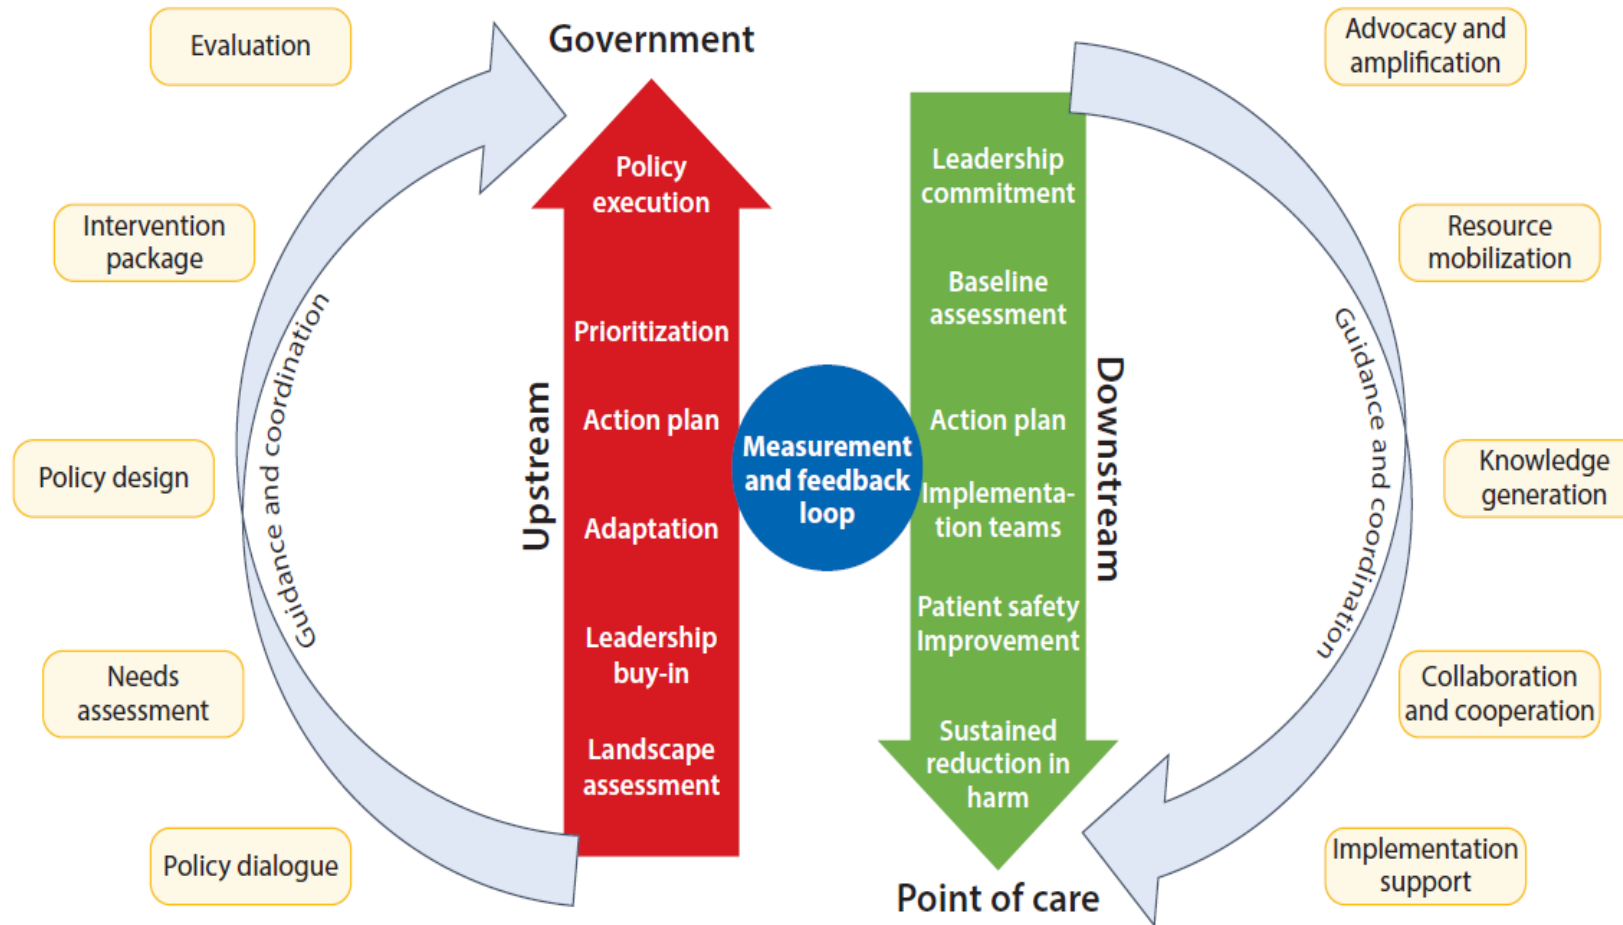 Evaluation
Intervention
package
Policy design
Needs
assessment
Policy dialogue
Guidance and coordination
Government
Upstream
Policy
execution
Prioritization
Action plan
Adaptation
Leadership
buy-in
Landscape
assessment
Measurement
and feedback
loop
Leadership
commitment
Baseline
assessment
Action plan
Implementa-
tion teams
Patient safety
Improvement
Sustained
reduction in
harm
Downstream
Point of care
Guidance and coordination
Advocacy and
amplification
Resource
mobilization
Knowledge
generation
Collaboration
and cooperation
Implementation
support